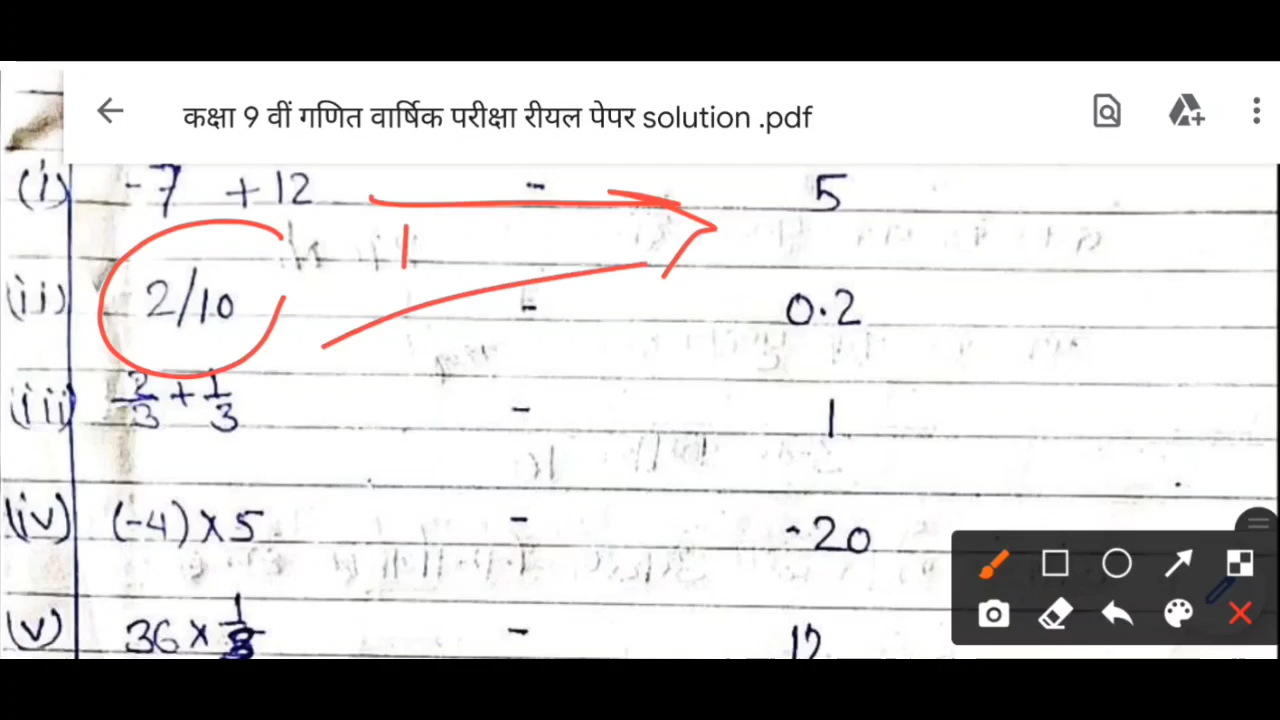 कक्षा 9 वीं गणित वार्षिक परीक्षा रीयल पेपर solution .pdf
(i) -7 +12 - 5
(ii) 2/10 - 0.2
(iii) 2/3 + 1/3 - 1
(iv) (-4) × 5 - -20
(v) 36 × 1/3 - 12